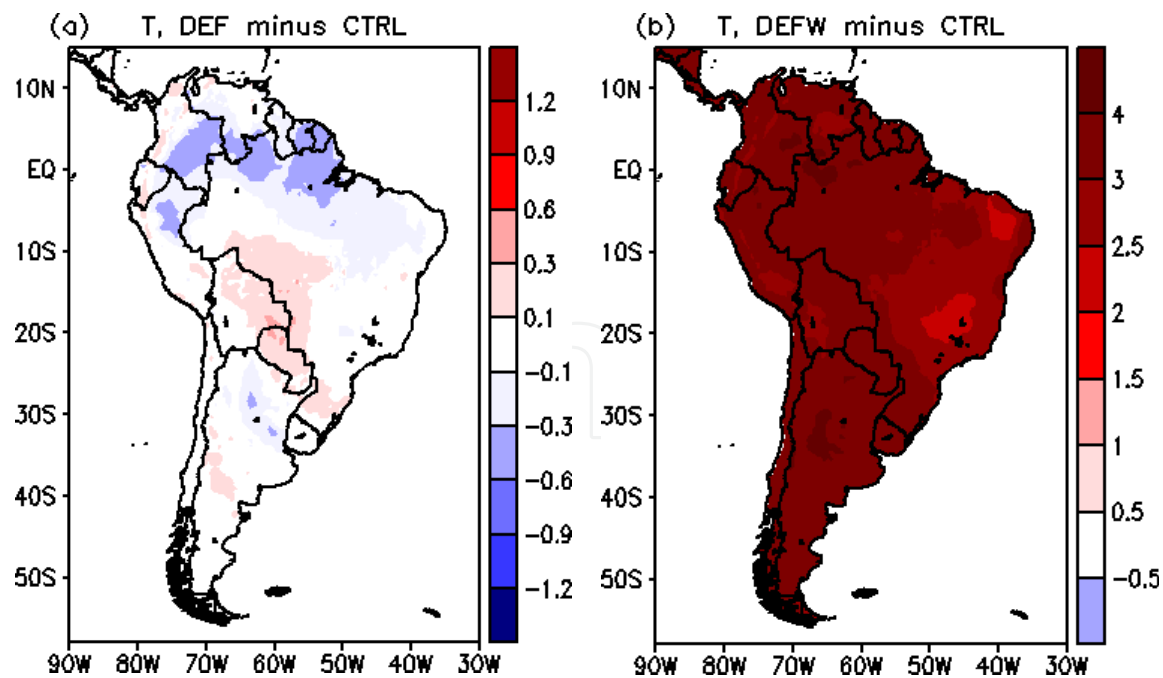 (a) T, DEF minus CTRL
10N
EQ
10S
20S
30S
40S
50S
90W 80W 70W 60W 50W 40W 30W
1.2
0.9
0.6
0.3
0.1
−0.1
−0.3
−0.6
−0.9
−1.2
(b) T, DEFW minus CTRL
10N
EQ
10S
20S
30S
40S
50S
90W 80W 70W 60W 50W 40W 30W
4
3
2.5
2
1.5
1
0.5
−0.5